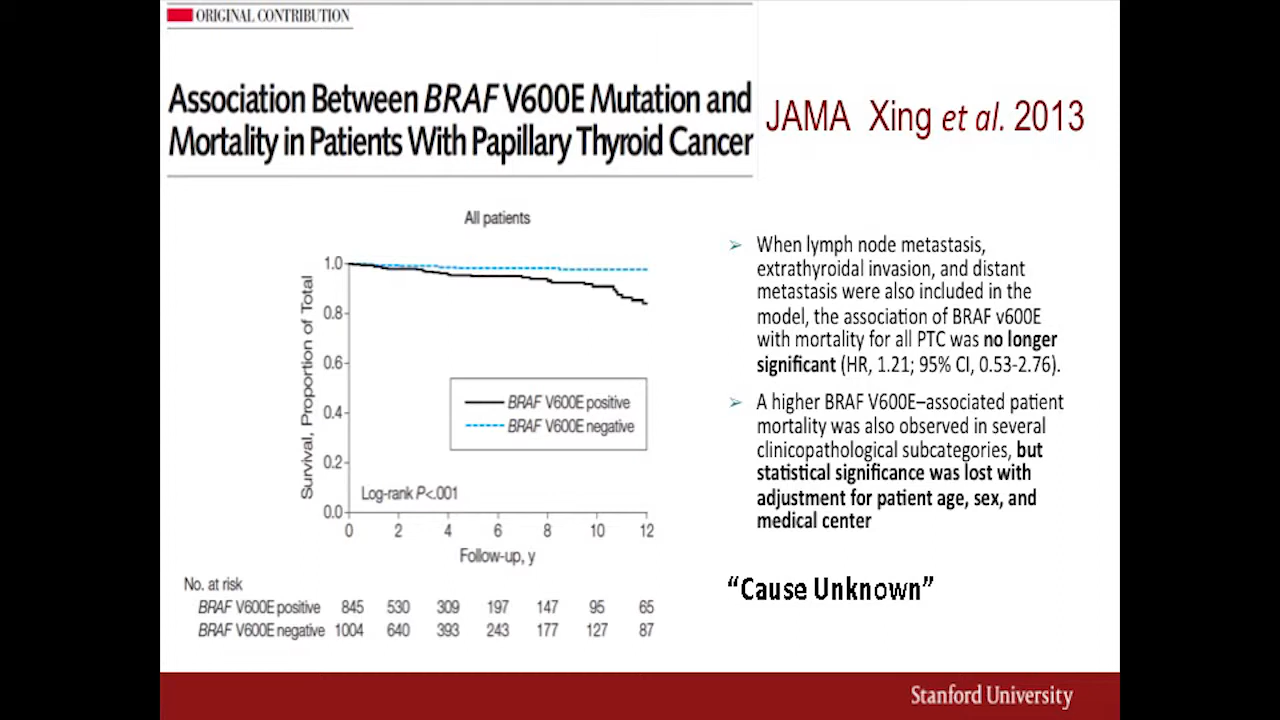 ORIGINAL CONTRIBUTION
Association Between BRAF V600E Mutation and
Mortality in Patients With Papillary Thyroid Cancer
JAMA Xing et al. 2013
All patients
Survival, Proportion of Total
1.0
0.8
0.6
0.4
0.2
0.0
BRAF V600E positive
BRAF V600E negative
Log-rank P<.001
0 2 4 6 8 10 12
Follow-up, y
No. at risk
BRAF V600E positive 845 530 309 197 147 95 65
BRAF V600E negative 1004 640 393 243 177 127 87
➢ When lymph node metastasis,
extrathyroidal invasion, and distant
metastasis were also included in the
model, the association of BRAF v600E
with mortality for all PTC was no longer
significant (HR, 1.21; 95% CI, 0.53-2.76).
➢ A higher BRAF V600E–associated patient
mortality was also observed in several
clinicopathological subcategories, but
statistical significance was lost with
adjustment for patient age, sex, and
medical center
“Cause Unknown”
Stanford University